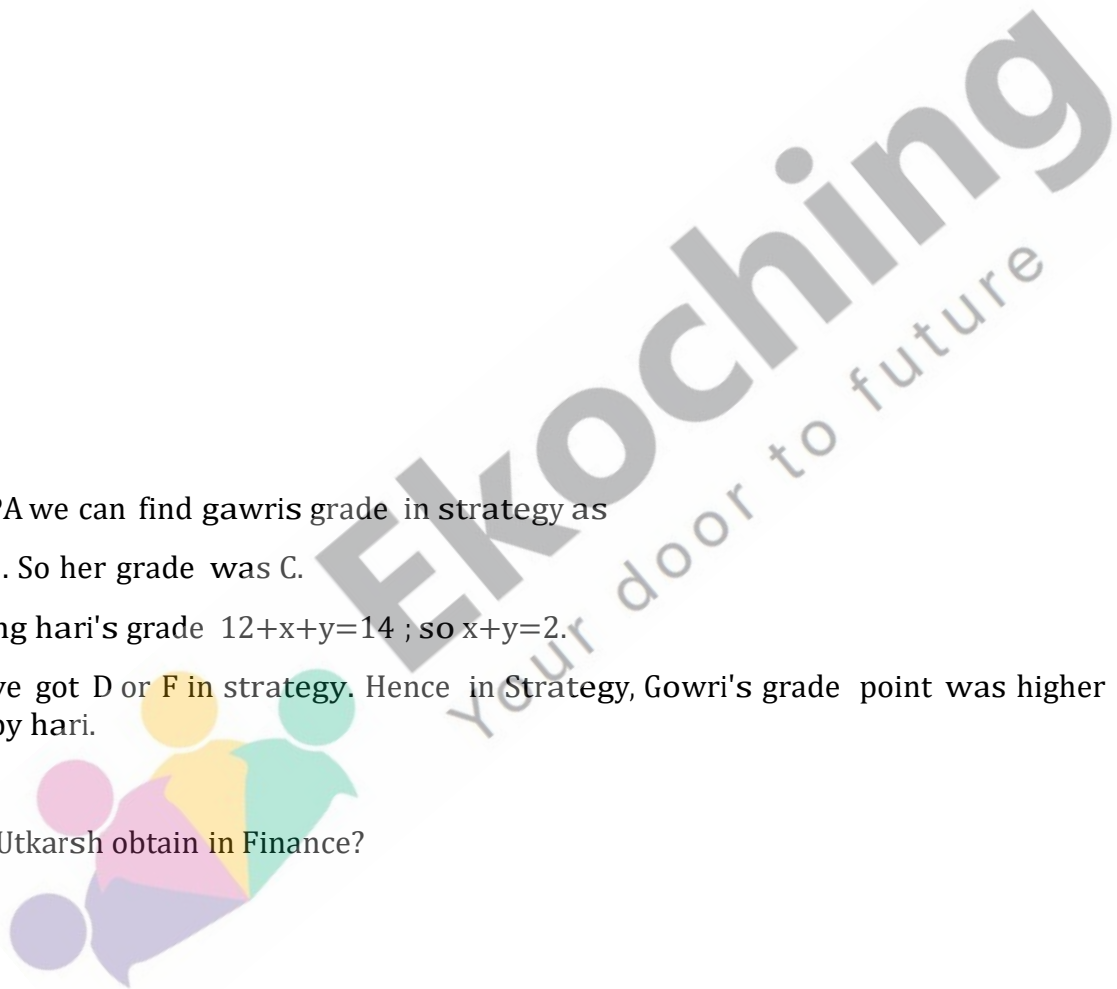 Ekoching
Your door to future
PA we can find gawris grade in strategy as
. So her grade was C.
ng hari's grade 12+x+y=14 ; so x+y=2.
ve got D or F in strategy. Hence in Strategy, Gowri's grade point was higher
by hari.
Utkarsh obtain in Finance?